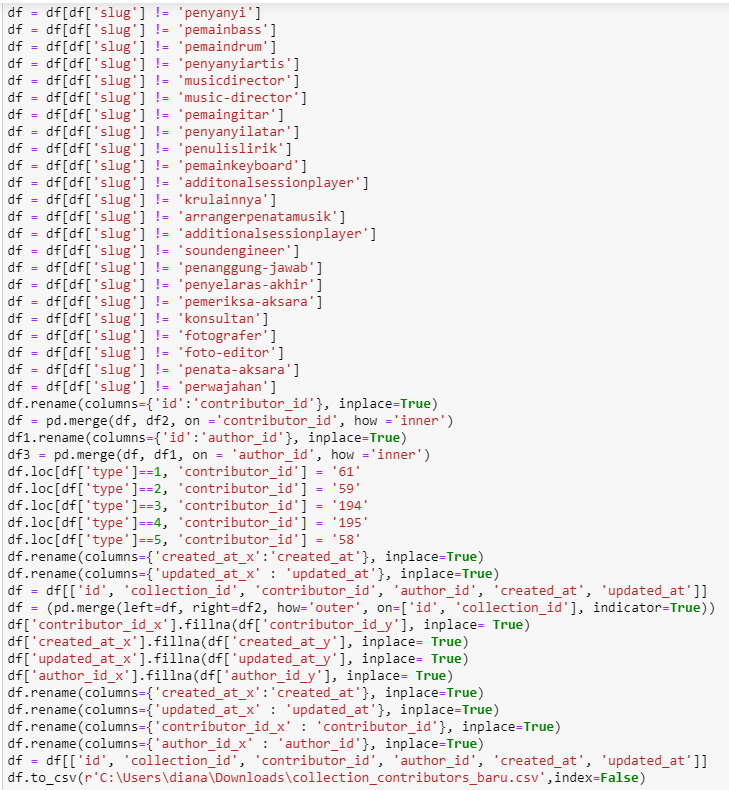 df = df[df['slug'] != 'penyanyi']
df = df[df['slug'] != 'pemainbass']
df = df[df['slug'] != 'pemaindrum']
df = df[df['slug'] != 'penyanyiartis']
df = df[df['slug'] != 'musicdirector']
df = df[df['slug'] != 'music-director']
df = df[df['slug'] != 'pemaingitar']
df = df[df['slug'] != 'penyanyilatar']
df = df[df['slug'] != 'penulislirik']
df = df[df['slug'] != 'pemainkeyboard']
df = df[df['slug'] != 'additonalsessionplayer']
df = df[df['slug'] != 'krulainnya']
df = df[df['slug'] != 'arrangerpenatamusik']
df = df[df['slug'] != 'additionalsessionplayer']
df = df[df['slug'] != 'soundengineer']
df = df[df['slug'] != 'penanggung-jawab']
df = df[df['slug'] != 'penyelaras-akhir']
df = df[df['slug'] != 'pemeriksa-aksara']
df = df[df['slug'] != 'konsultan']
df = df[df['slug'] != 'fotografer']
df = df[df['slug'] != 'foto-editor']
df = df[df['slug'] != 'penata-aksara']
df = df[df['slug'] != 'perwajahan']
df.rename(columns={'id':'contributor_id'}, inplace=True)
df = pd.merge(df, df2, on ='contributor_id', how ='inner')
df1.rename(columns={'id':'author_id'}, inplace=True)
df3 = pd.merge(df, df1, on = 'author_id', how ='inner')
df.loc[df['type']==1, 'contributor_id'] = '61'
df.loc[df['type']==2, 'contributor_id'] = '59'
df.loc[df['type']==3, 'contributor_id'] = '194'
df.loc[df['type']==4, 'contributor_id'] = '195'
df.loc[df['type']==5, 'contributor_id'] = '58'
df.rename(columns={'created_at_x':'created_at'}, inplace=True)
df.rename(columns={'updated_at_x' : 'updated_at'}, inplace=True)
df = df[['id', 'collection_id', 'contributor_id', 'author_id', 'created_at', 'updated_at']]
df = (pd.merge(left=df, right=df2, how='outer', on=['id', 'collection_id'], indicator=True))
df['contributor_id_x'].fillna(df['contributor_id_y'], inplace= True)
df['created_at_x'].fillna(df['created_at_y'], inplace= True)
df['updated_at_x'].fillna(df['updated_at_y'], inplace= True)
df['author_id_x'].fillna(df['author_id_y'], inplace= True)
df.rename(columns={'created_at_x':'created_at'}, inplace=True)
df.rename(columns={'updated_at_x' : 'updated_at'}, inplace=True)
df.rename(columns={'contributor_id_x' : 'contributor_id'}, inplace=True)
df.rename(columns={'author_id_x' : 'author_id'}, inplace=True)
df = df[['id', 'collection_id', 'contributor_id', 'author_id', 'created_at', 'updated_at']]
df.to_csv(r'C:\Users\diana\Downloads\collection_contributors_baru.csv',index=False)